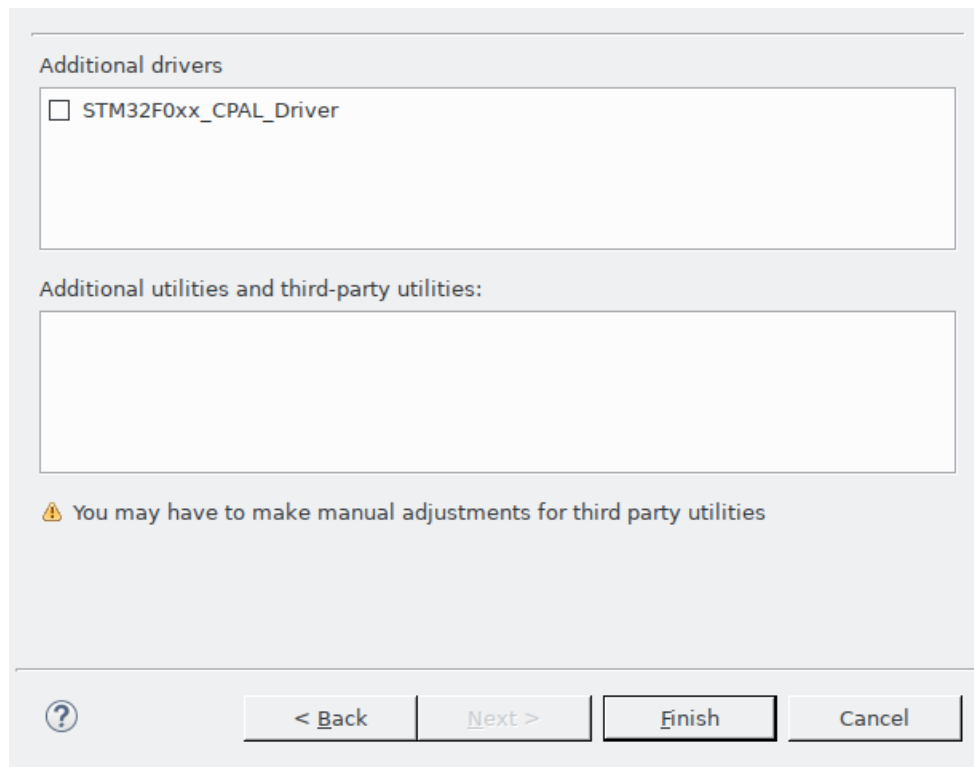 Additional drivers
STM32F0xx_CPAL_Driver
Additional utilities and third-party utilities:
You may have to make manual adjustments for third party utilities
< Back
Next >
Finish
Cancel